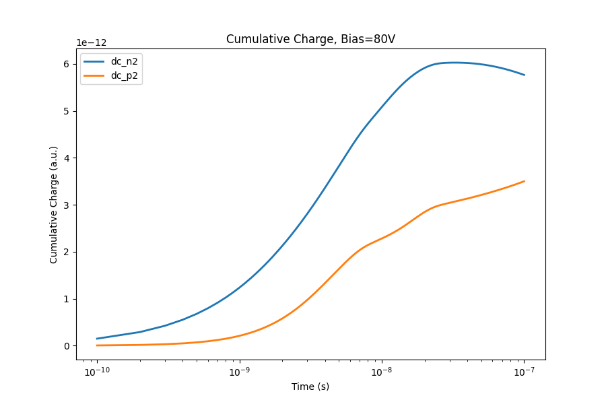 Cumulative Charge, Bias=80V
1e−12
dc_n2
dc_p2
6
5
4
3
2
1
0
Cumulative Charge (a.u.)
10⁻¹⁰
10⁻⁹
10⁻⁸
10⁻⁷
Time (s)